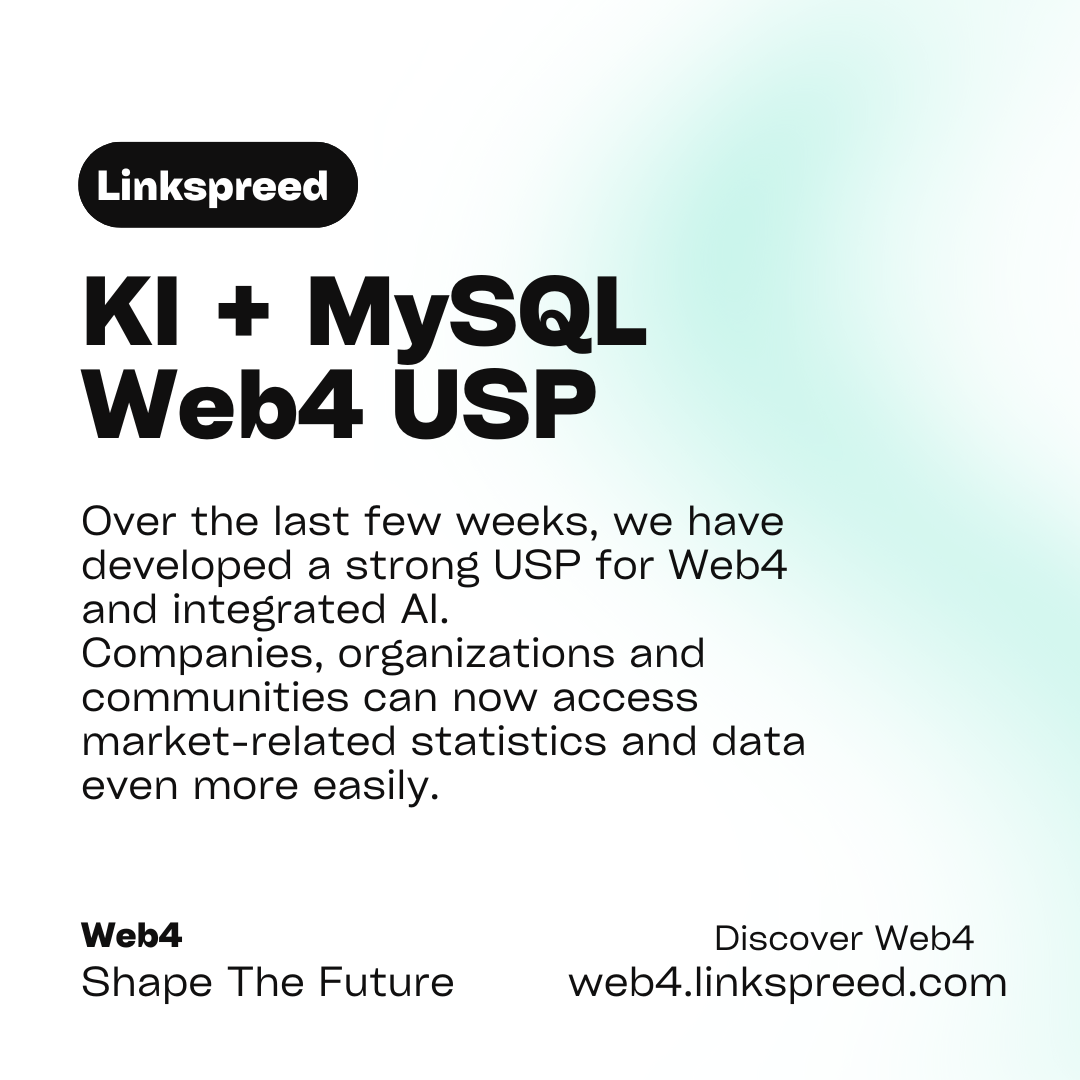 Linkspreed
KI + MySQL
Web4 USP
Over the last few weeks, we have
developed a strong USP for Web4
and integrated AI.
Companies, organizations and
communities can now access
market-related statistics and data
even more easily.
Web4
Shape The Future
Discover Web4
web4.linkspreed.com